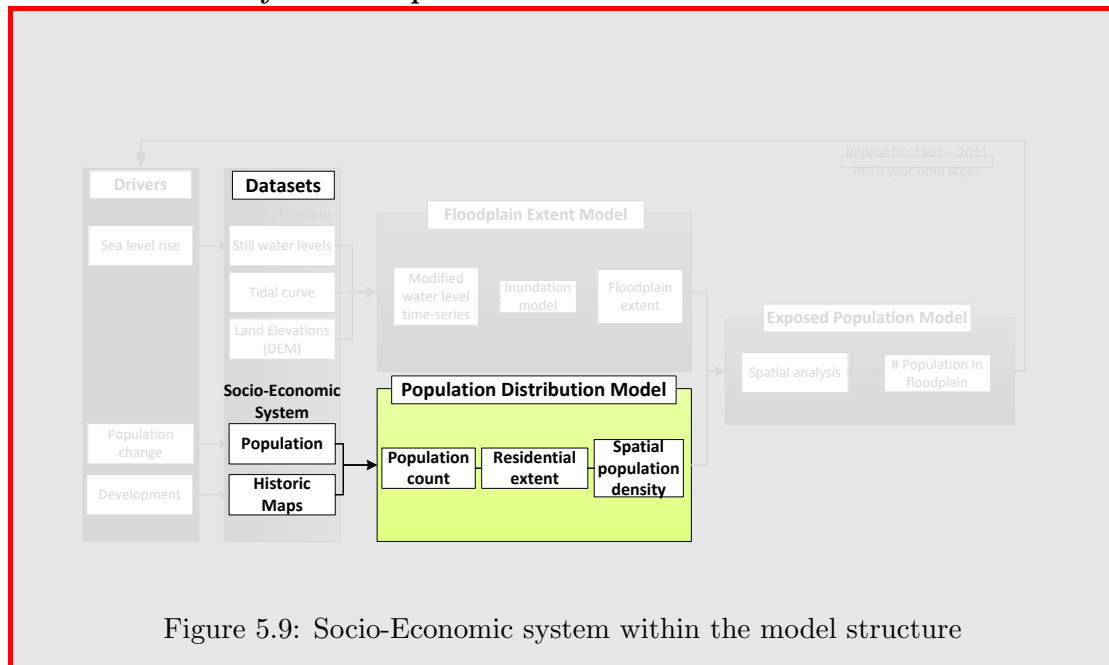 Repeat for 1801 – 2011
in 10 year time steps
Drivers
Datasets
Sea level rise
Still water levels
Tidal curve
Land Elevations
(DEM)
Floodplain Extent Model
Modified
water level
time-series
Inundation
model
Floodplain
extent
Exposed Population Model
Spatial analysis
# Population in
floodplain
Socio-Economic
System
Population
change
Population
Development
Historic
Maps
Population Distribution Model
Population
count
Residential
extent
Spatial
population
density
Figure 5.9: Socio-Economic system within the model structure